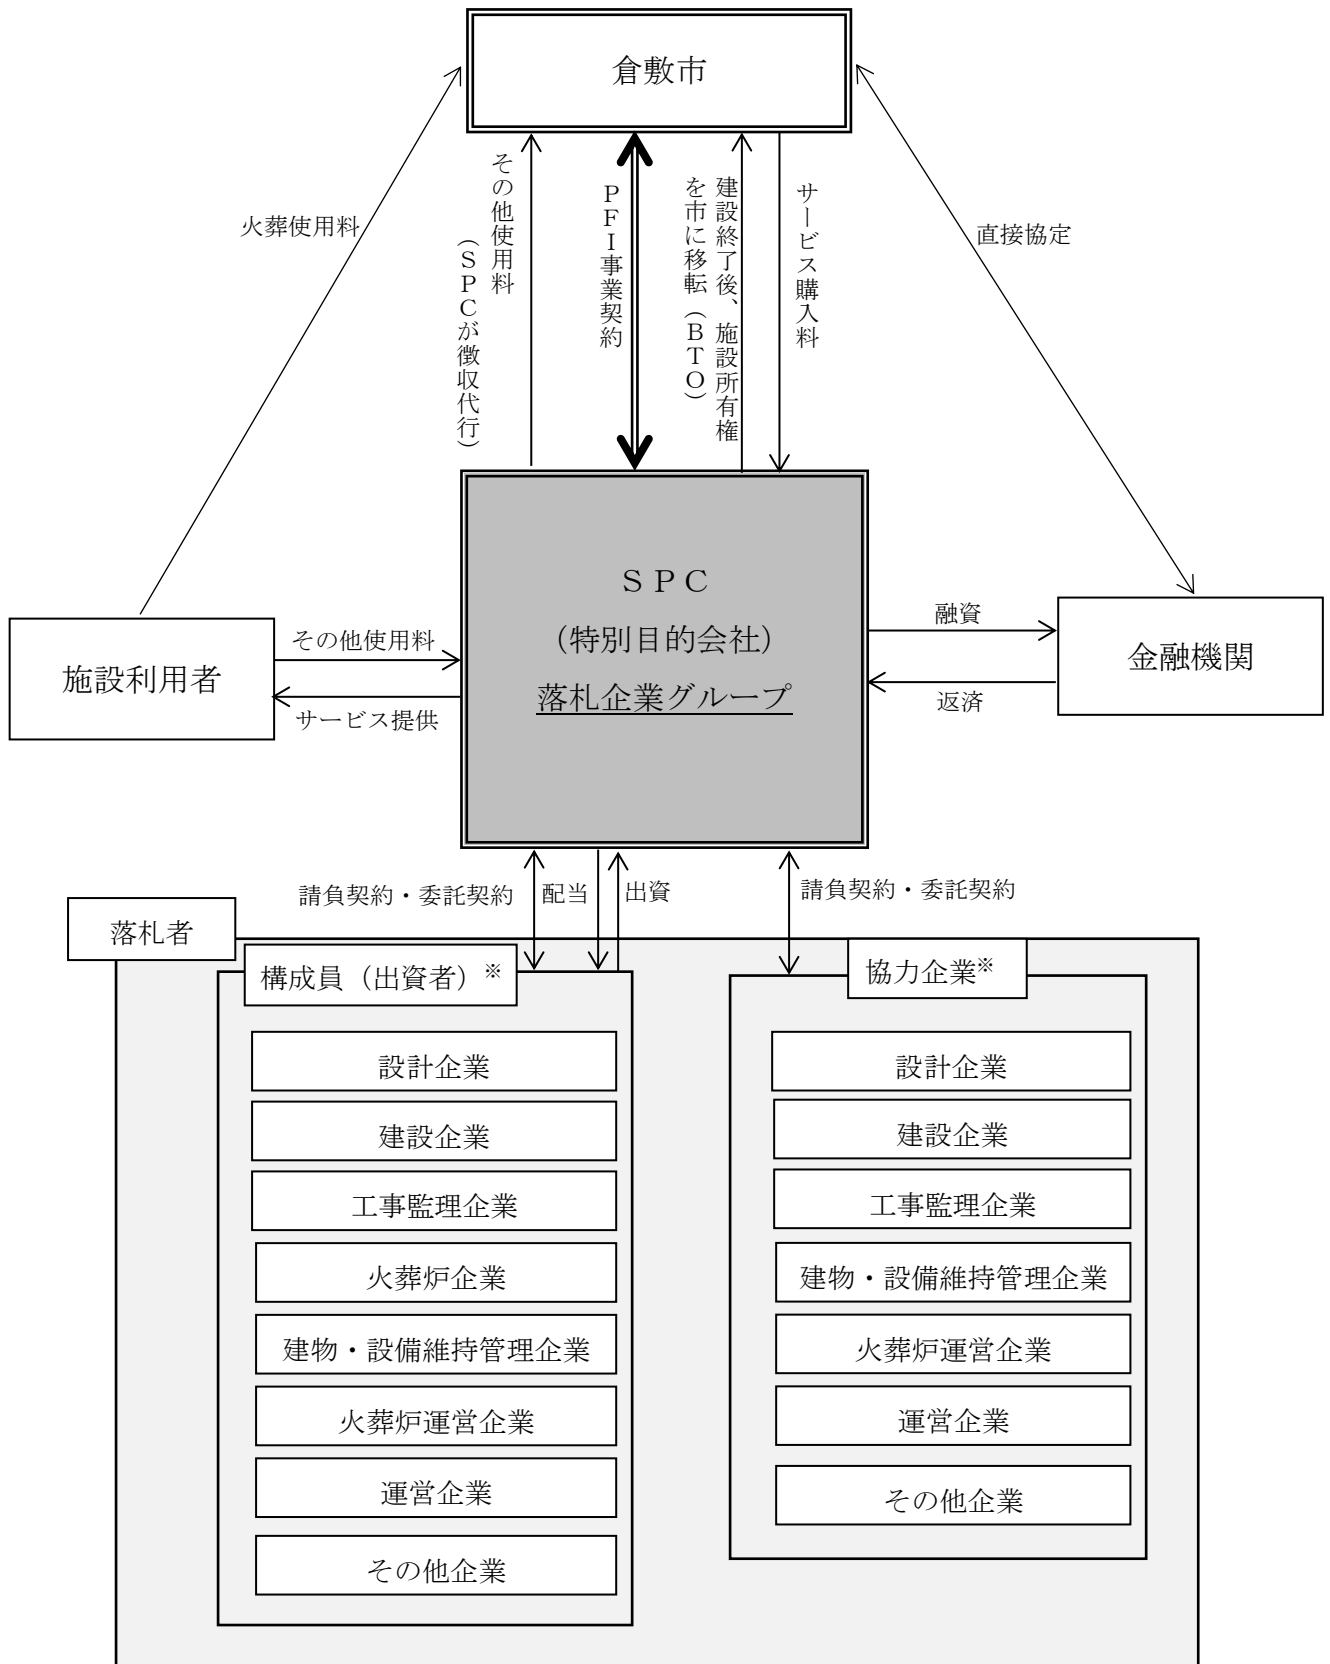 倉敷市
火葬使用料
その他使用料
(SPCが徴収代行)
PFI事業契約
建設終了後、施設所有権
を市に移転(BTO)
サービス購入料
直接協定
SPC
(特別目的会社)
落札企業グループ
施設利用者
その他使用料
サービス提供
融資
返済
金融機関
請負契約・委託契約
配当
出資
請負契約・委託契約
落札者
構成員(出資者)※
設計企業
建設企業
工事監理企業
火葬炉企業
建物・設備維持管理企業
火葬炉運営企業
運営企業
その他企業
協力企業※
設計企業
建設企業
工事監理企業
建物・設備維持管理企業
火葬炉運営企業
運営企業
その他企業